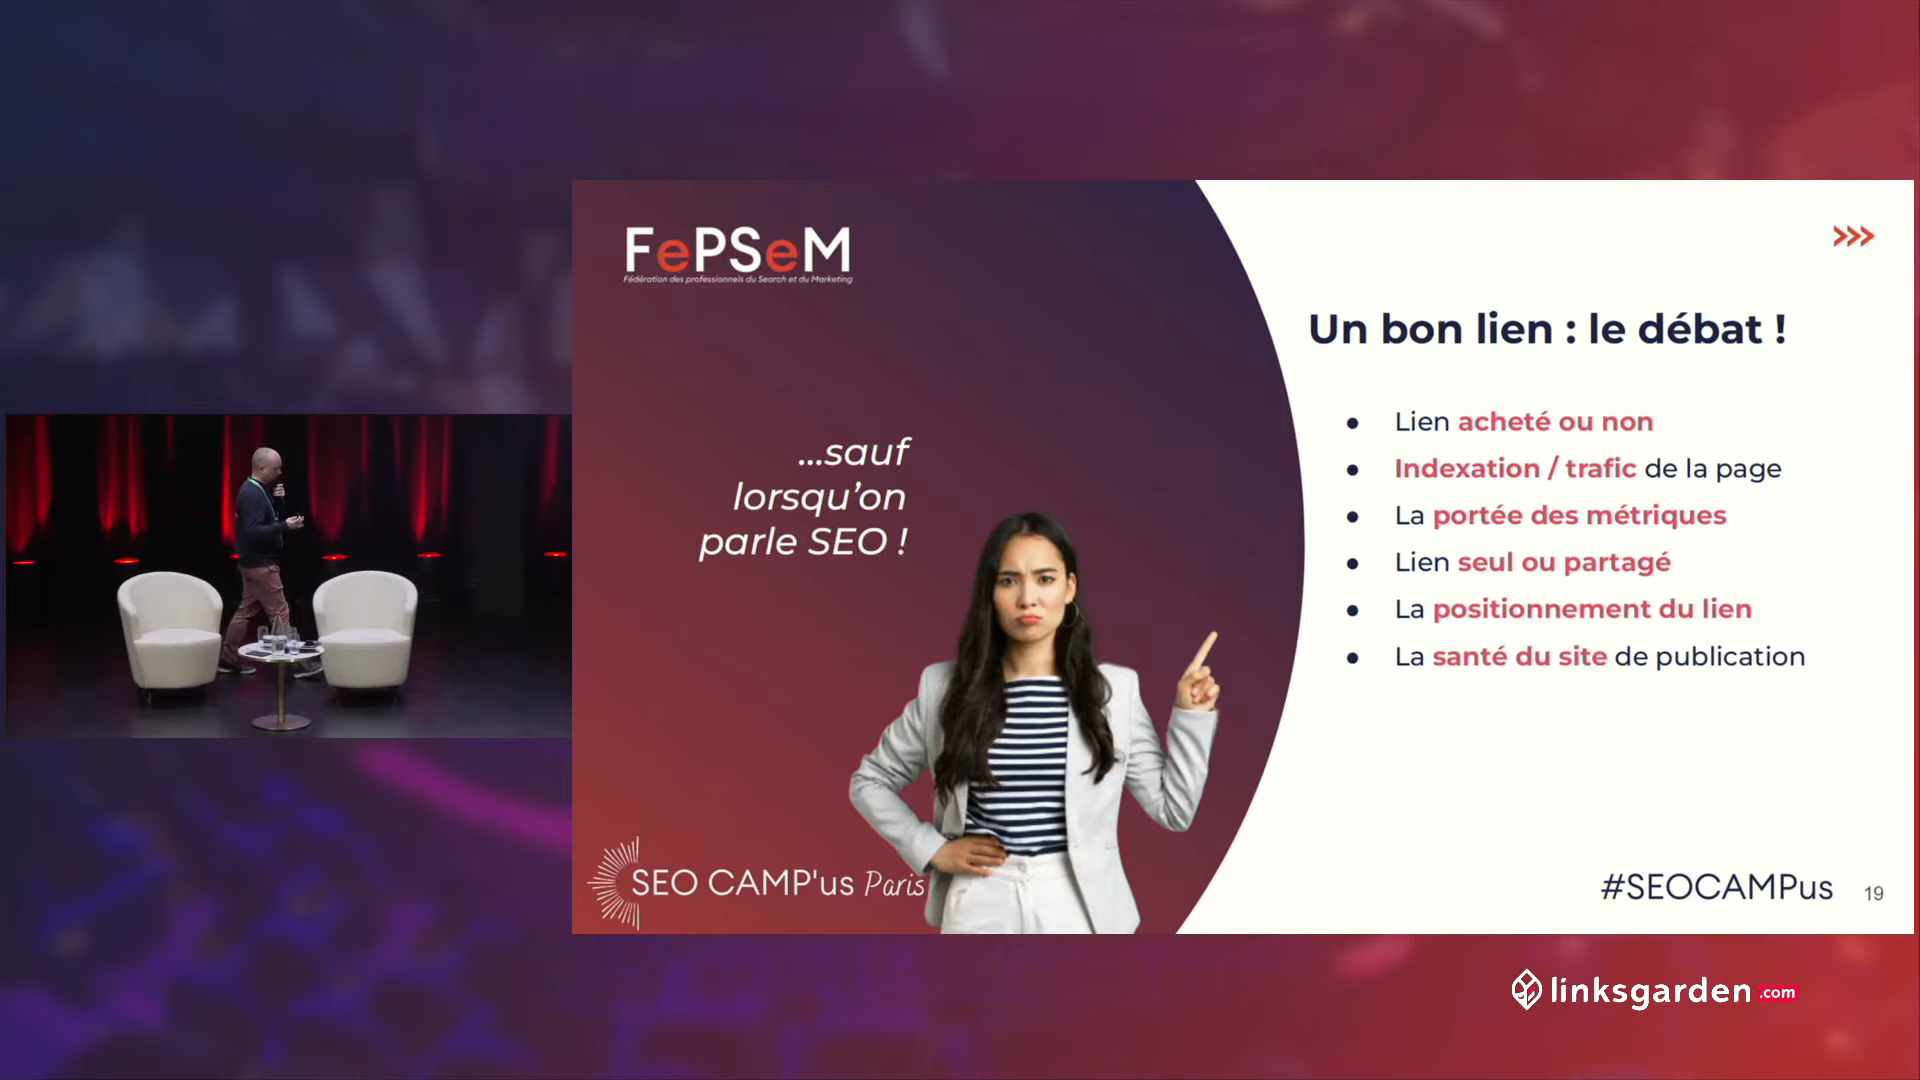 FePSeM
Fédération des professionnels du Search et du Marketing
...sauf
lorsqu'on
parle SEO !
SEO CAMP'us Paris
>>>
Un bon lien : le débat !
● Lien acheté ou non
● Indexation / trafic de la page
● La portée des métriques
● Lien seul ou partagé
● La positionnement du lien
● La santé du site de publication
#SEOCAMPus
19
linksgarden .com